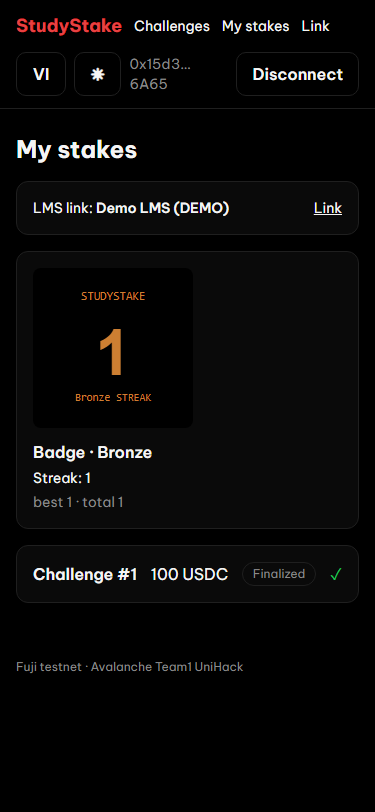 StudyStake Challenges My stakes Link
VI 0x15d3... Disconnect
6A65
My stakes
LMS link: Demo LMS (DEMO) Link
STUDYSTAKE
1
Bronze STREAK
Badge · Bronze
Streak: 1
best 1 · total 1
Challenge #1 100 USDC Finalized ✓
Fuji testnet · Avalanche Team1 UniHack